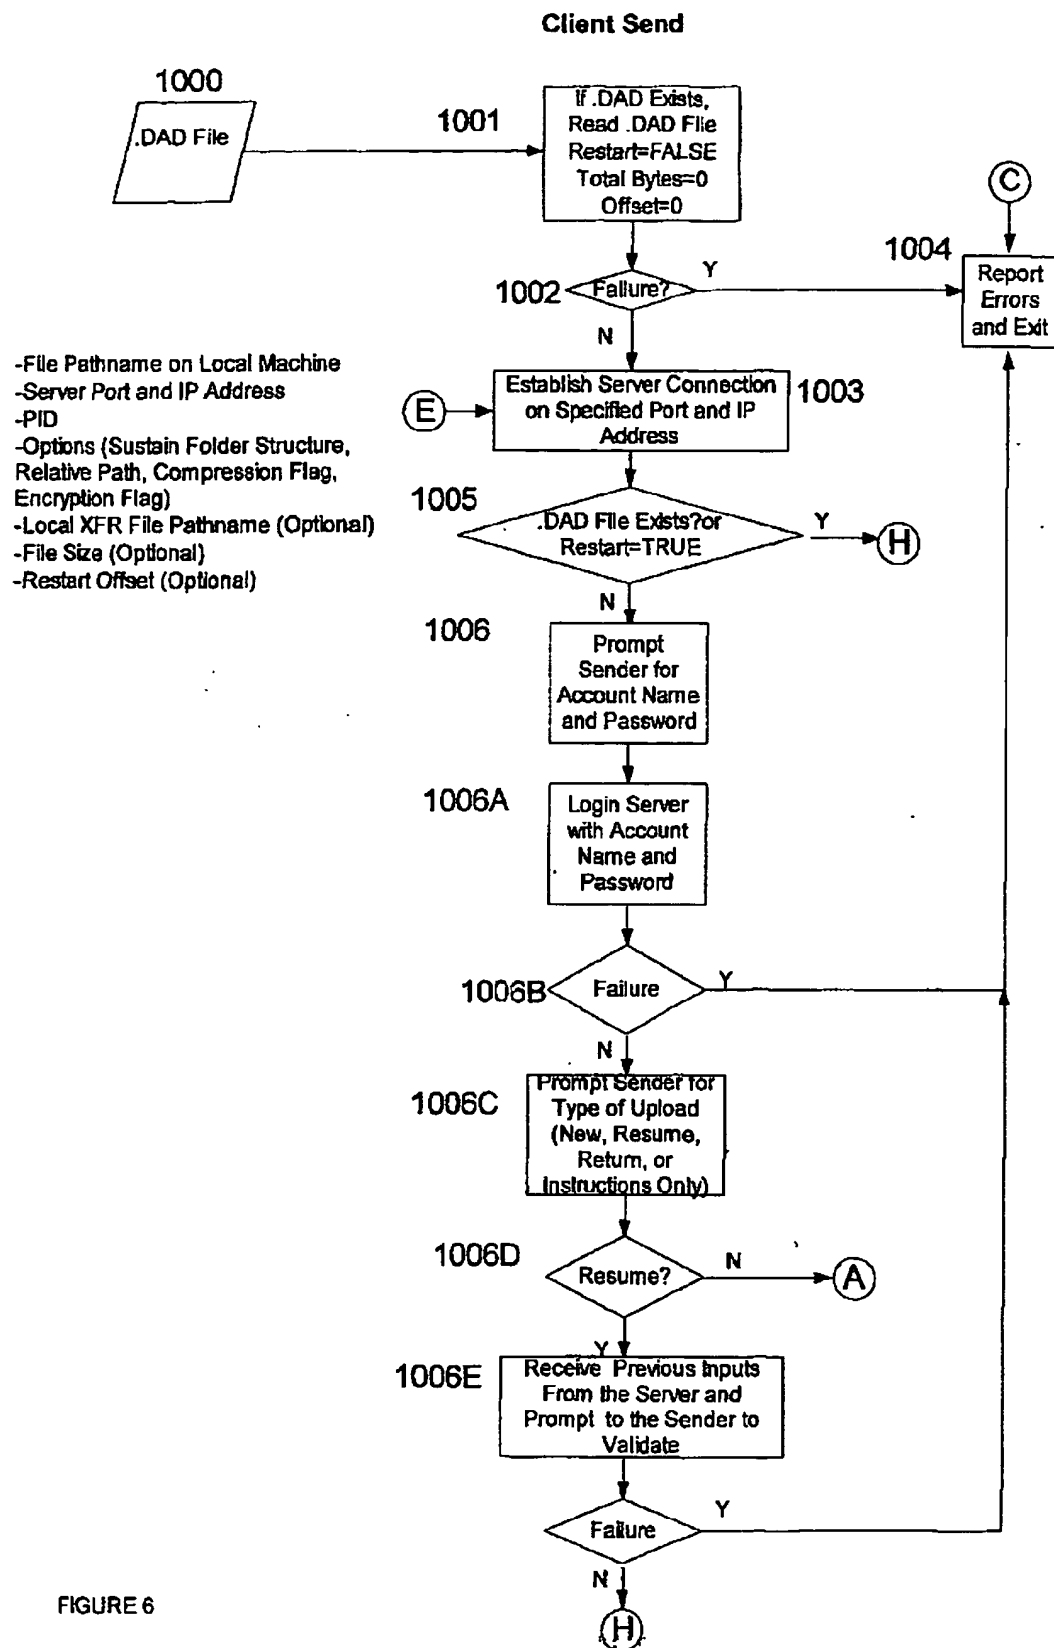 Client Send
1000
.DAD File
1001
If .DAD Exists,
Read .DAD File
Restart=FALSE
Total Bytes=0
Offset=0
C
1004
Report
Errors
and Exit
1002
Failure?
Y
N
-File Pathname on Local Machine
-Server Port and IP Address
-PID
-Options (Sustain Folder Structure,
Relative Path, Compression Flag,
Encryption Flag)
-Local XFR File Pathname (Optional)
-File Size (Optional)
-Restart Offset (Optional)
E
Establish Server Connection
on Specified Port and IP
Address
1003
1005
.DAD File Exists?or
Restart=TRUE
Y
H
N
1006
Prompt
Sender for
Account Name
and Password
1006A
Login Server
with Account
Name and
Password
1006B
Failure
Y
N
1006C
Prompt Sender for
Type of Upload
(New, Resume,
Return, or
Instructions Only)
1006D
Resume?
N
A
Y
1006E
Receive Previous Inputs
From the Server and
Prompt to the Sender to
Validate
Failure
Y
N
H
FIGURE 6